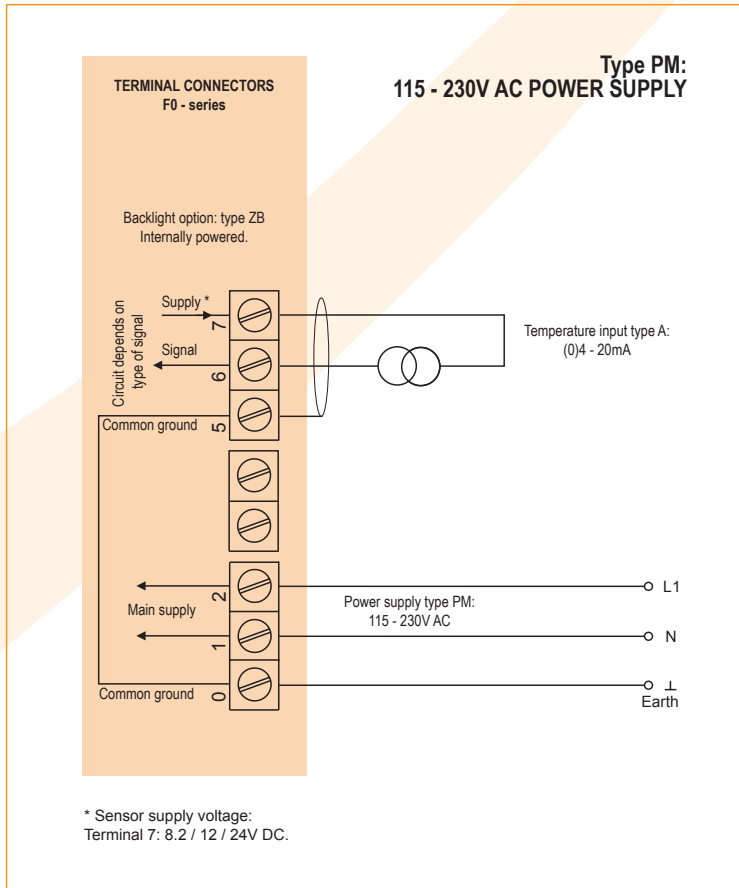 Type PM:
115 - 230V AC POWER SUPPLY
TERMINAL CONNECTORS
F0 - series
Backlight option: type ZB
Internally powered.
Circuit depends on
type of signal
Supply *
7
Signal
6
Common ground
5
Temperature input type A:
(0)4 - 20mA
2
L1
Main supply
Power supply type PM:
115 - 230V AC
1
N
Common ground
0
Earth
* Sensor supply voltage:
Terminal 7: 8.2 / 12 / 24V DC.